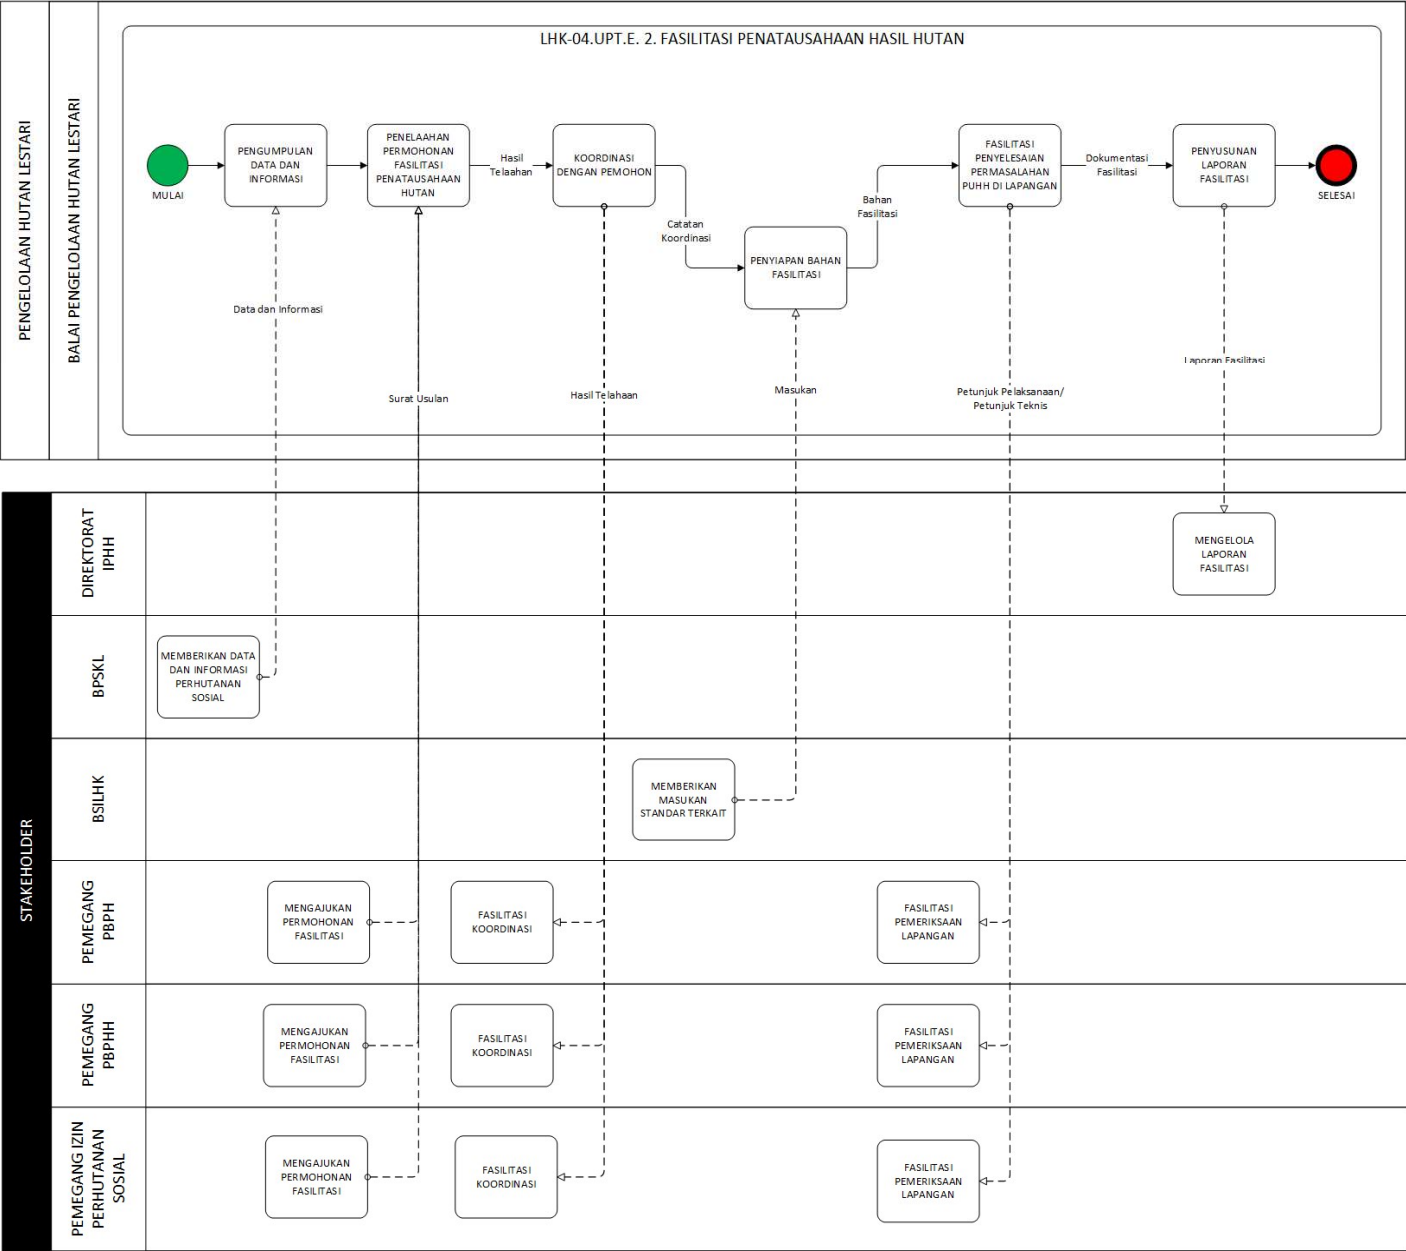 LHK-04.UPT.E. 2. FASILITASI PENATAUSAHAAN HASIL HUTAN
PENGELOLAAN HUTAN LESTARI
BALAI PENGELOLAAN HUTAN LESTARI
MULAI
PENGUMPULAN
DATA DAN
INFORMASI
PENELAAHAN
PERMOHONAN
FASILITASI
PENATAUSAHAAN
HUTAN
Hasil
Telaahan
KOORDINASI
DENGAN PEMOHON
Catatan
Koordinasi
PENYIAPAN BAHAN
FASILITASI
Bahan
Fasilitasi
FASILITASI
PENYELESAIAN
PERMASALAHAN
PUHH DI LAPANGAN
Dokumentasi
Fasilitasi
PENYUSUNAN
LAPORAN
FASILITASI
SELESAI
Data dan Informasi
Surat Usulan
Hasil Telahaan
Masukan
Petunjuk Pelaksanaan/
Petunjuk Teknis
Laporan Fasilitasi
STAKEHOLDER
DIREKTORAT
IPHH
MENGELOLA
LAPORAN
FASILITASI
BPSKL
MEMBERIKAN DATA
DAN INFORMASI
PERHUTANAN
SOSIAL
BSILHK
MEMBERIKAN
MASUKAN
STANDAR TERKAIT
PEMEGANG
PBPH
MENGAJUKAN
PERMOHONAN
FASILITASI
FASILITASI
KOORDINASI
FASILITASI
PEMERIKSAAN
LAPANGAN
PEMEGANG
PBPHH
MENGAJUKAN
PERMOHONAN
FASILITASI
FASILITASI
KOORDINASI
FASILITASI
PEMERIKSAAN
LAPANGAN
PEMEGANG IZIN
PERHUTANAN
SOSIAL
MENGAJUKAN
PERMOHONAN
FASILITASI
FASILITASI
KOORDINASI
FASILITASI
PEMERIKSAAN
LAPANGAN